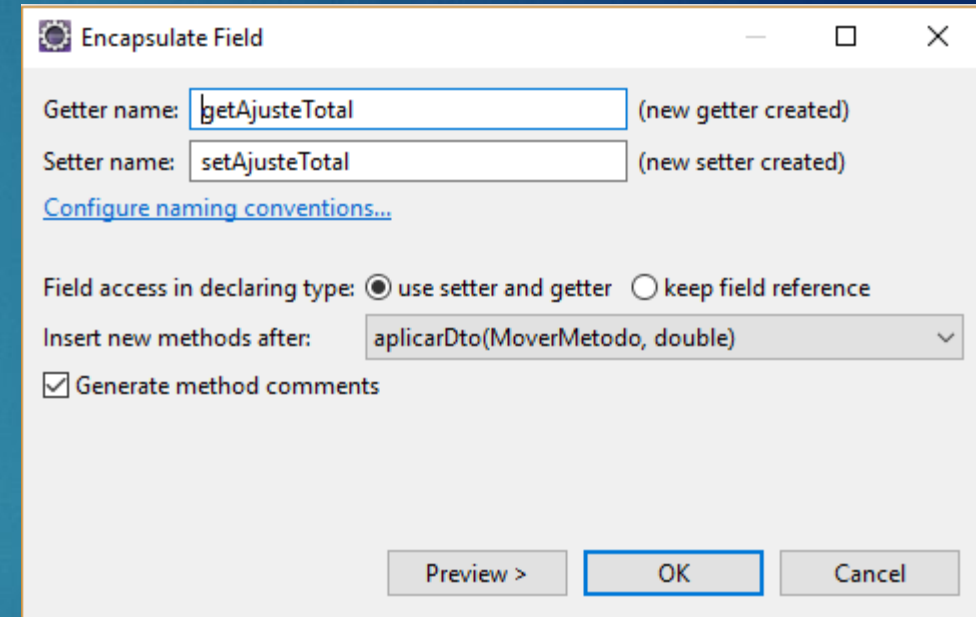 Encapsulate Field
Getter name: getAjusteTotal (new getter created)
Setter name: setAjusteTotal (new setter created)
Configure naming conventions...
Field access in declaring type: use setter and getter keep field reference
Insert new methods after: aplicarDto(MoverMetodo, double)
Generate method comments
Preview > OK Cancel